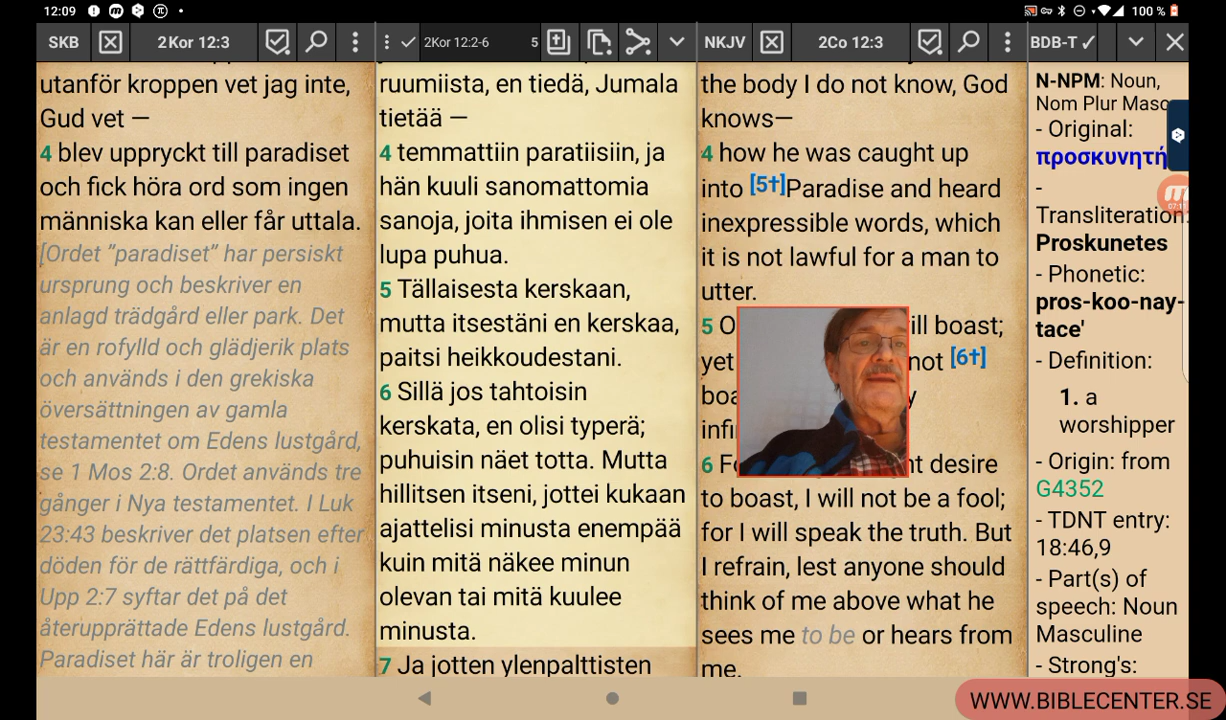 12:09
100 %
SKB
2 Kor 12:3
2Kor 12:2-6
5
NKJV
2Co 12:3
BDB-T ✓
utanför kroppen vet jag inte,
Gud vet —
4 blev uppryckt till paradiset
och fick höra ord som ingen
människa kan eller får uttala.
[Ordet ”paradiset” har persiskt
ursprung och beskriver en
anlagd trädgård eller park. Det
är en rofylld och glädjerik plats
och används i den grekiska
översättningen av gamla
testamentet om Edens lustgård,
se 1 Mos 2:8. Ordet används tre
gånger i Nya testamentet. I Luk
23:43 beskriver det platsen efter
döden för de rättfärdiga, och i
Upp 2:7 syftar det på det
återupprättade Edens lustgård.
Paradiset här är troligen en
ruumiista, en tiedä, Jumala
tietää —
4 temmattiin paratiisiin, ja
hän kuuli sanomattomia
sanoja, joita ihmisen ei ole
lupa puhua.
5 Tällaisesta kerskaan,
mutta itsestäni en kerskaa,
paitsi heikkoudestani.
6 Sillä jos tahtoisin
kerskata, en olisi typerä;
puhuisin näet totta. Mutta
hillitsen itseni, jottei kukaan
ajattelisi minusta enempää
kuin mitä näkee minun
olevan tai mitä kuulee
minusta.
7 Ja jotten ylenpalttisten
the body I do not know, God
knows—
4 how he was caught up
into [5†]Paradise and heard
inexpressible words, which
it is not lawful for a man to
utter.
5 O ill boast;
yet not [6†]
boa y
infi
6 Fo nt desire
to boast, I will not be a fool;
for I will speak the truth. But
I refrain, lest anyone should
think of me above what he
sees me to be or hears from
me.
N-NPM: Noun,
Nom Plur Masc
- Original:
προσκυνητή
-
Transliteration:
Proskunetes
- Phonetic:
pros-koo-nay-
tace'
- Definition:
1. a
worshipper
- Origin: from
G4352
- TDNT entry:
18:46,9
- Part(s) of
speech: Noun
Masculine
- Strong's:
WWW.BIBLECENTER.SE